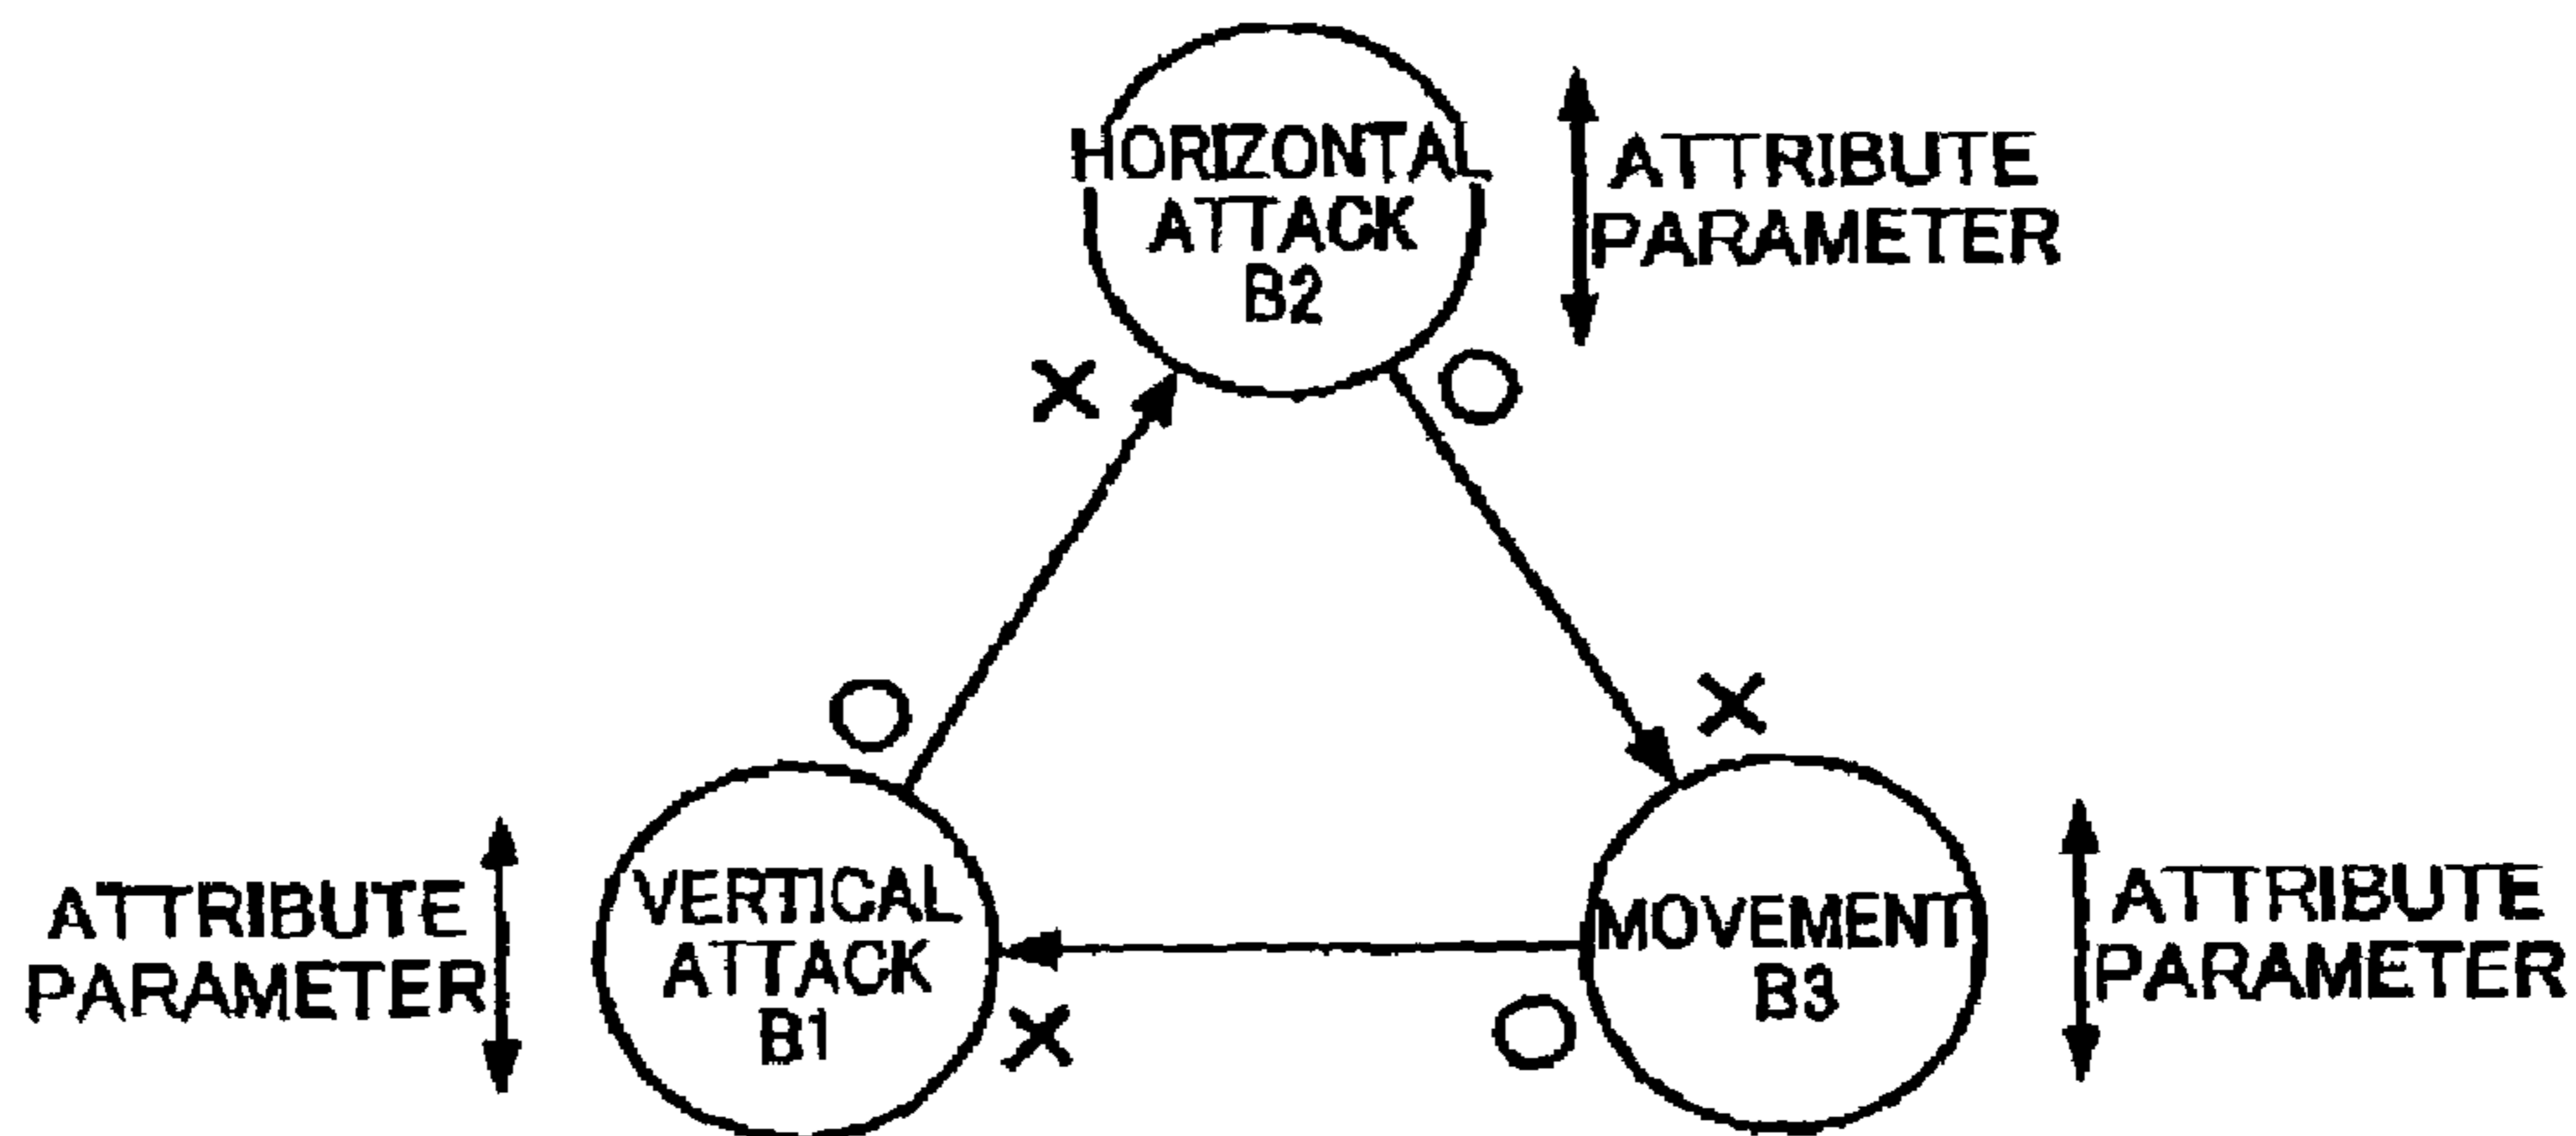 HORIZONTAL
ATTACK
B2
ATTRIBUTE
PARAMETER
X
O
O
X
ATTRIBUTE
PARAMETER
VERTICAL
ATTACK
B1
X
O
MOVEMENT
B3
ATTRIBUTE
PARAMETER